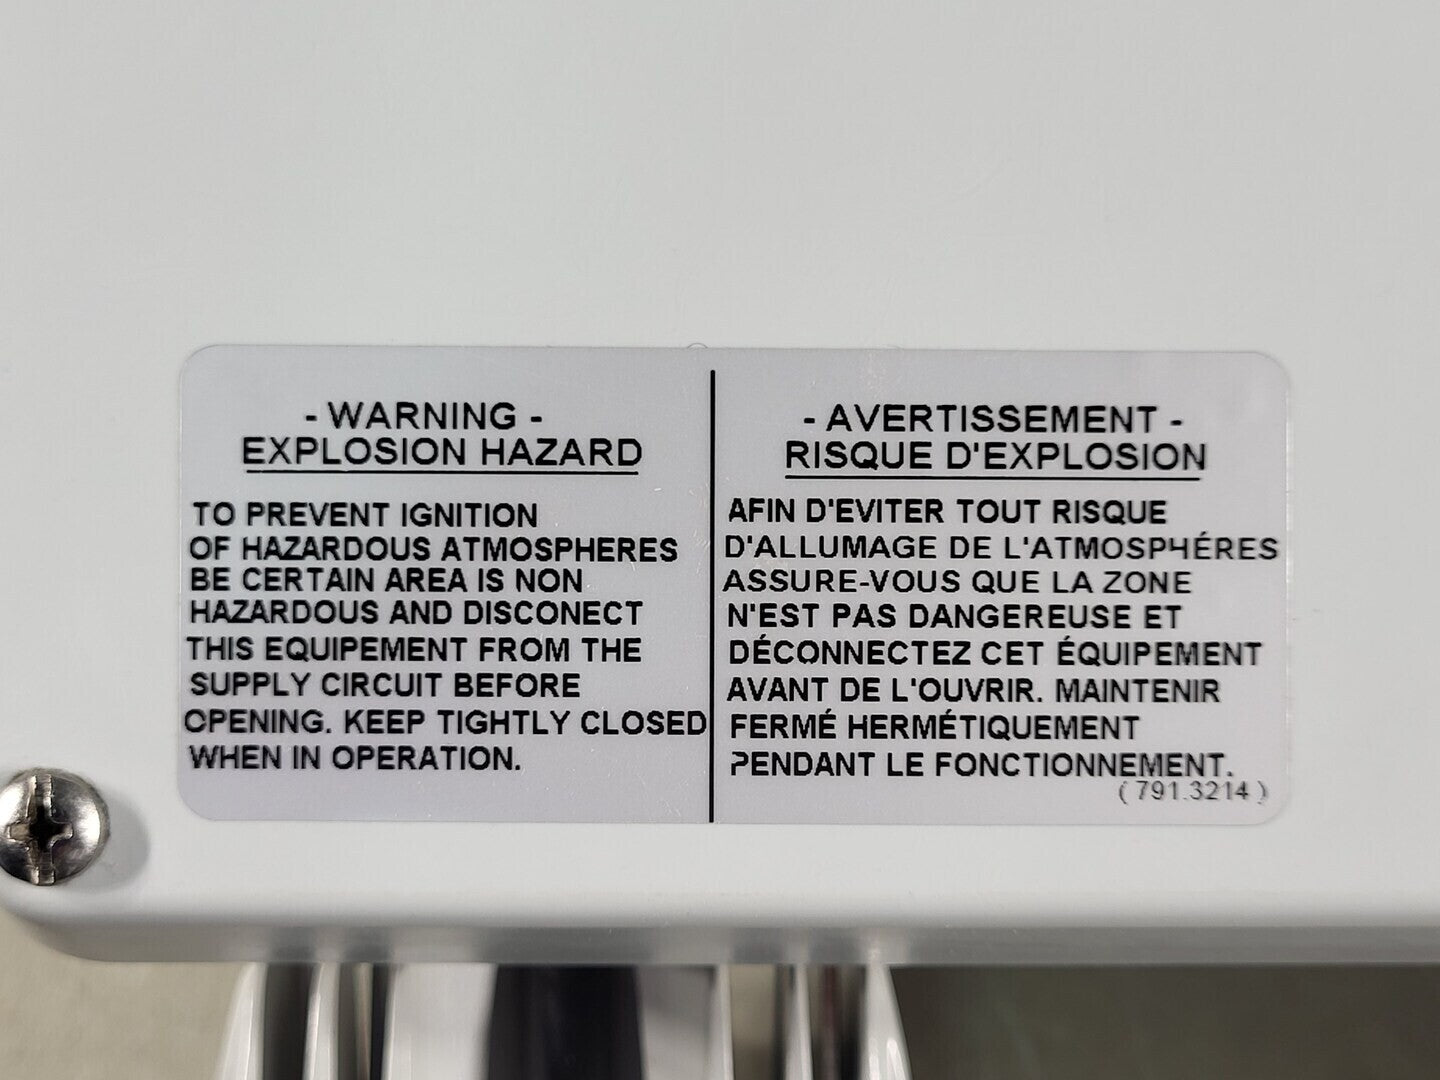 - WARNING -
EXPLOSION HAZARD
TO PREVENT IGNITION
OF HAZARDOUS ATMOSPHERES
BE CERTAIN AREA IS NON
HAZARDOUS AND DISCONECT
THIS EQUIPEMENT FROM THE
SUPPLY CIRCUIT BEFORE
OPENING. KEEP TIGHTLY CLOSED
WHEN IN OPERATION.
- AVERTISSEMENT -
RISQUE D'EXPLOSION
AFIN D'EVITER TOUT RISQUE
D'ALLUMAGE DE L'ATMOSPHÉRES
ASSURE-VOUS QUE LA ZONE
N'EST PAS DANGEREUSE ET
DÉCONNECTEZ CET ÉQUIPEMENT
AVANT DE L'OUVRIR. MAINTENIR
FERMÉ HERMÉTIQUEMENT
PENDANT LE FONCTIONNEMENT.
(791.3214)